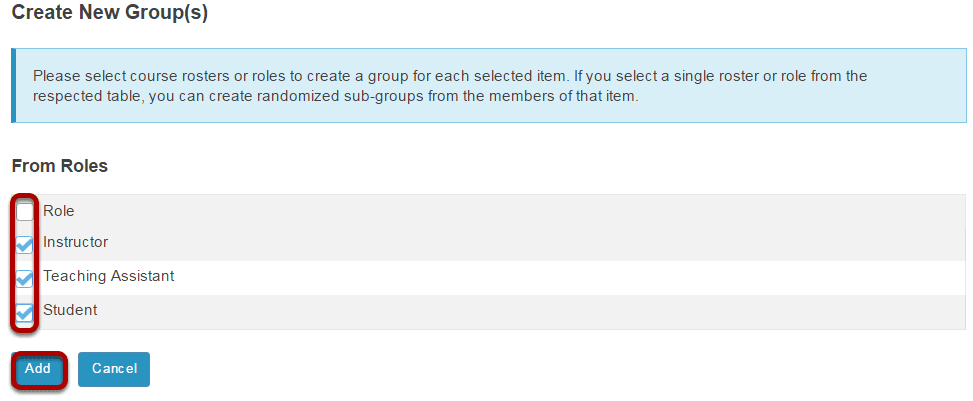 Create New Group(s)
Please select course rosters or roles to create a group for each selected item. If you select a single roster or role from the
respected table, you can create randomized sub-groups from the members of that item.
From Roles
Role
Instructor
Teaching Assistant
Student
Add Cancel